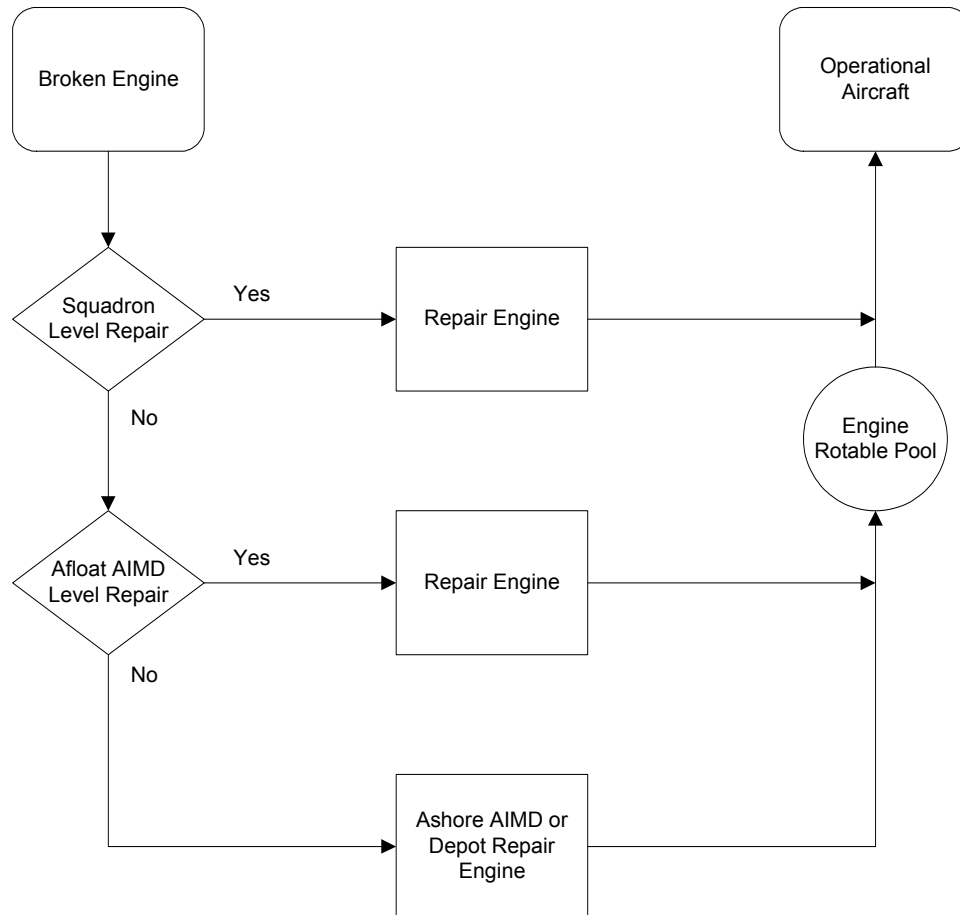 Broken Engine
Operational
Aircraft
Squadron
Level Repair
Yes
Repair Engine
No
Engine
Rotable Pool
Afloat AIMD
Level Repair
Yes
Repair Engine
No
Ashore AIMD or
Depot Repair
Engine